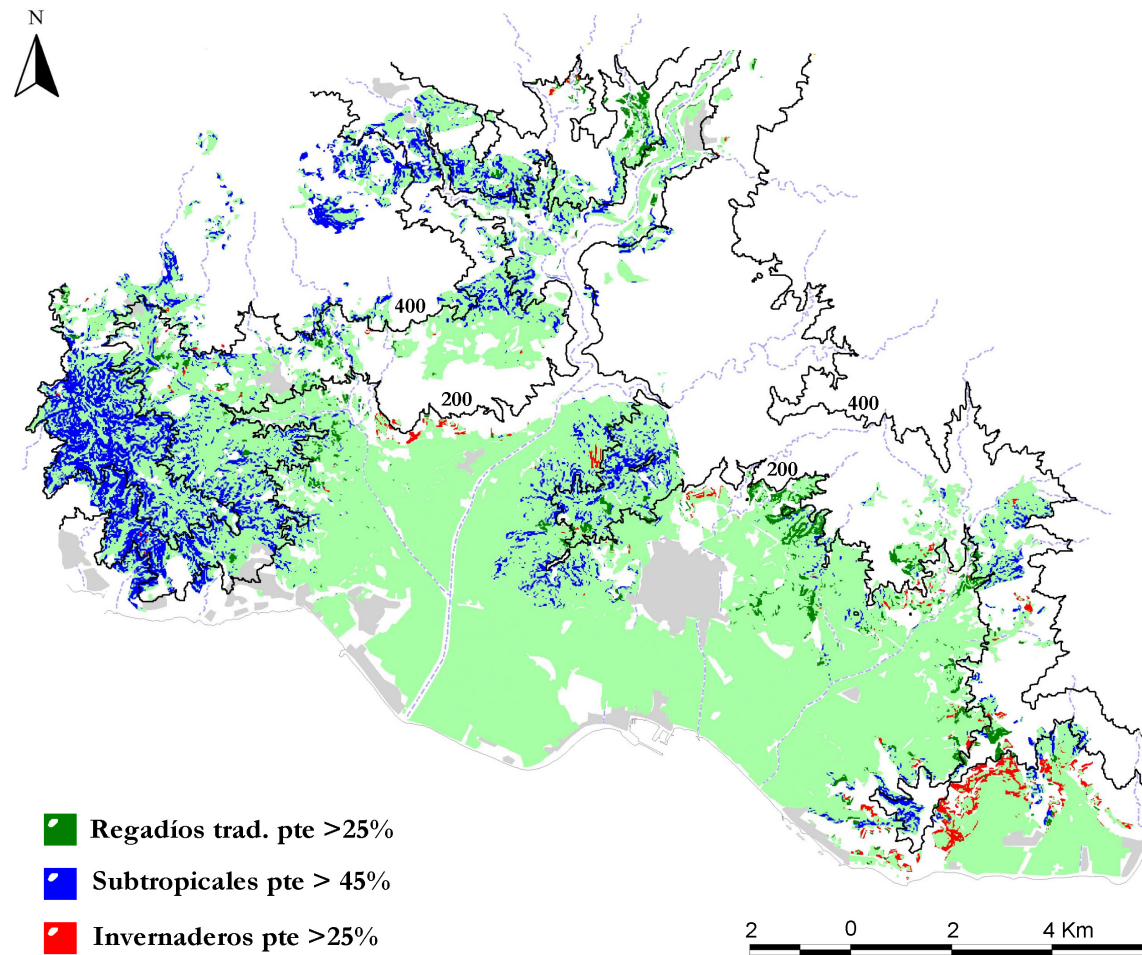 N
400
200
400
200
Regadíos trad. pte >25%
Subtropicales pte > 45%
Invernaderos pte >25%
2 0 2 4 Km